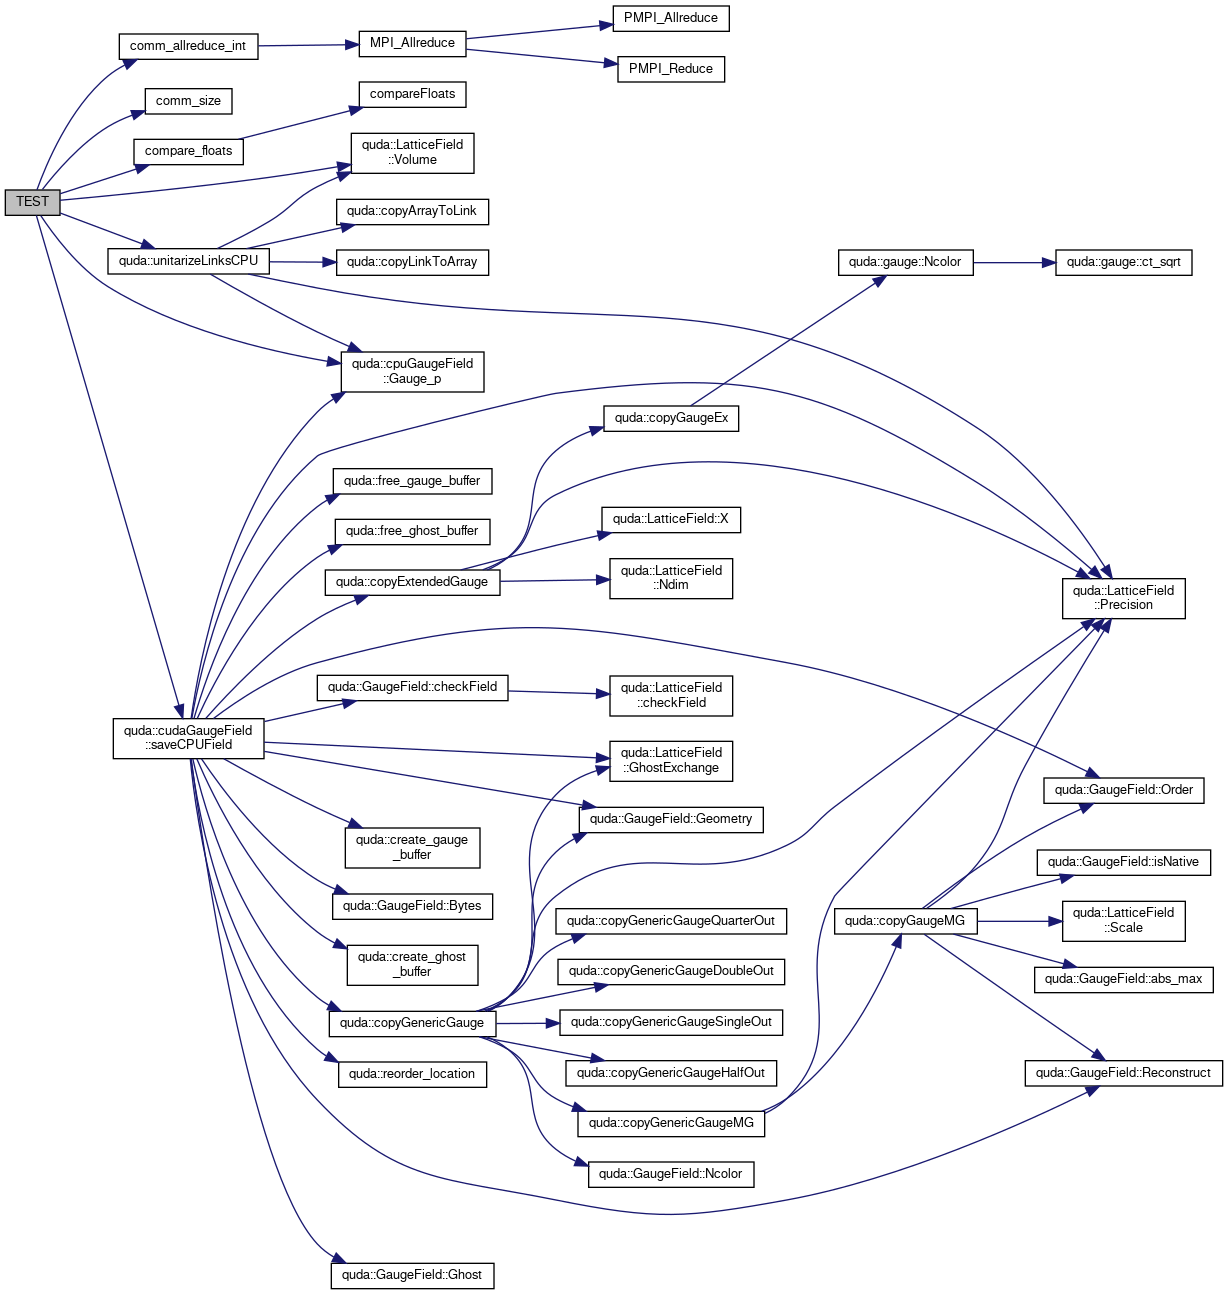 PMPI_Allreduce
comm_allreduce_int
MPI_Allreduce
PMPI_Reduce
comm_size
compareFloats
compare_floats
quda::LatticeField
::Volume
TEST
quda::copyArrayToLink
quda::unitarizeLinksCPU
quda::copyLinkToArray
quda::gauge::Ncolor
quda::gauge::ct_sqrt
quda::cpuGaugeField
::Gauge_p
quda::copyGaugeEx
quda::free_gauge_buffer
quda::LatticeField::X
quda::free_ghost_buffer
quda::copyExtendedGauge
quda::LatticeField
::Ndim
quda::LatticeField
::Precision
quda::GaugeField::checkField
quda::LatticeField
::checkField
quda::cudaGaugeField
::saveCPUField
quda::LatticeField
::GhostExchange
quda::GaugeField::Order
quda::GaugeField::Geometry
quda::create_gauge
_buffer
quda::GaugeField::isNative
quda::GaugeField::Bytes
quda::copyGenericGaugeQuarterOut
quda::copyGaugeMG
quda::LatticeField
::Scale
quda::create_ghost
_buffer
quda::copyGenericGaugeDoubleOut
quda::GaugeField::abs_max
quda::copyGenericGauge
quda::copyGenericGaugeSingleOut
quda::reorder_location
quda::copyGenericGaugeHalfOut
quda::GaugeField::Reconstruct
quda::copyGenericGaugeMG
quda::GaugeField::Ncolor
quda::GaugeField::Ghost